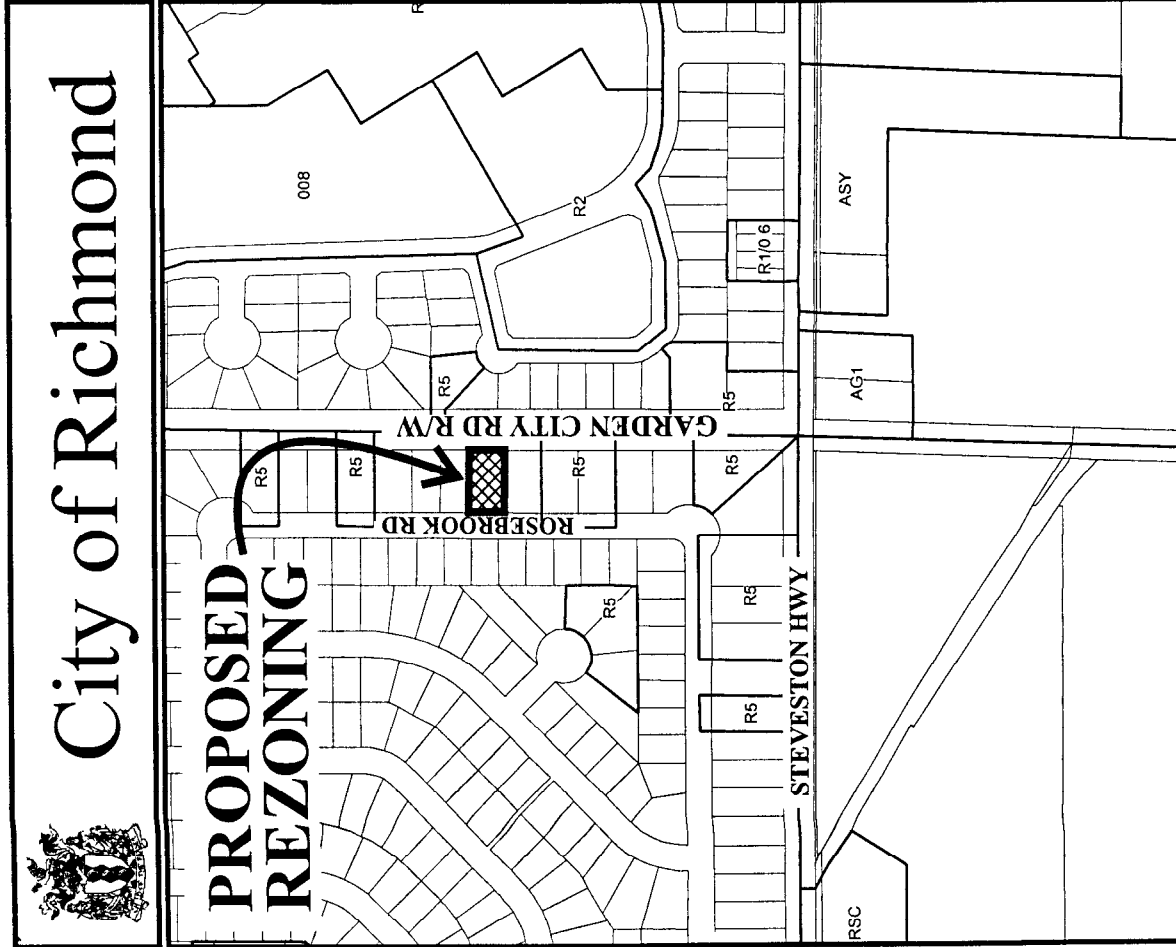 City of Richmond
R
008
R2
R5
R5
R5
GARDEN CITY RD R/W
ROSEBROOK RD
PROPOSED
REZONING
R5
R5
R5
R5
R1/0 6
R5
R5
STEVESTON HWY
ASY
AG1
RSC